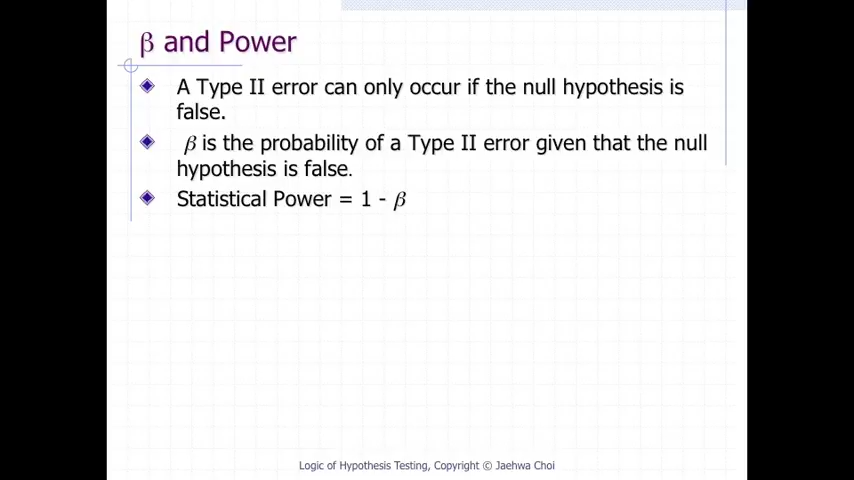 β and Power
A Type II error can only occur if the null hypothesis is
false.
β is the probability of a Type II error given that the null
hypothesis is false.
Statistical Power = 1 - β
Logic of Hypothesis Testing, Copyright © Jaehwa Choi